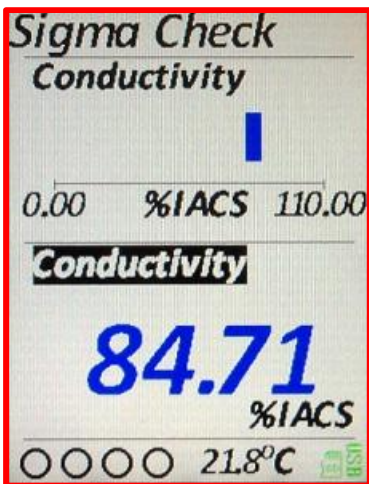 Sigma Check
Conductivity
0.00 %IACS 110.00
Conductivity
84.71
%IACS
21.8°C USB